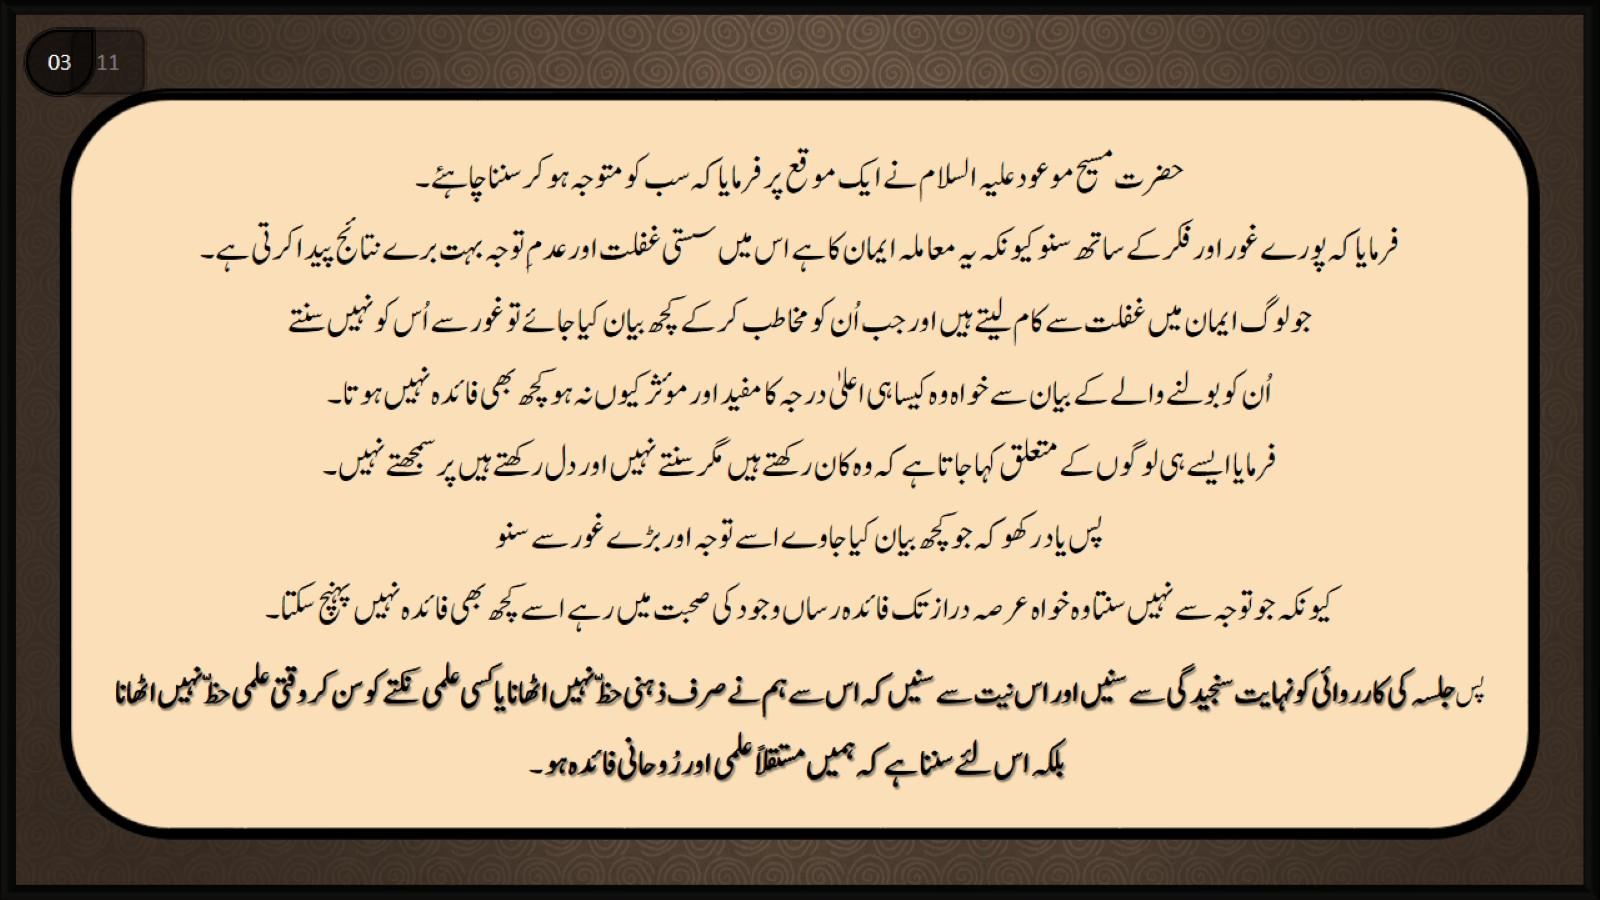 03 11
حضرت مسیح موعود علیہ السلام نے ایک موقع پر فرمایا کہ سب کو متوجہ ہو کر سننا چاہئے۔
فرمایا کہ پورے غور اور فکر کے ساتھ سنو کیونکہ یہ معاملہ ایمان کا ہے اس میں سستی غفلت اور عدمِ توجہ بہت برے نتائج پیدا کرتی ہے۔
جو لوگ ایمان میں غفلت سے کام لیتے ہیں اور جب اُن کو مخاطب کر کے کچھ بیان کیا جائے تو غور سے اُس کو نہیں سنتے
اُن کو بولنے والے کے بیان سے خواہ وہ کیسا ہی اعلیٰ درجہ کا مفید اور موٴثر کیوں نہ ہو کچھ بھی فائدہ نہیں ہوتا۔
فرمایا ایسے ہی لوگوں کے متعلق کہا جاتا ہے کہ وہ کان رکھتے ہیں مگر سنتے نہیں اور دل رکھتے ہیں پر سمجھتے نہیں۔
پس یاد رکھو کہ جو کچھ بیان کیا جاوے اسے توجہ اور بڑے غور سے سنو
کیونکہ جو توجہ سے نہیں سنتا وہ خواہ عرصہ دراز تک فائدہ رساں وجود کی صحبت میں رہے اسے کچھ بھی فائدہ نہیں پہنچ سکتا۔
پس جلسہ کی کارروائی کو نہایت سنجیدگی سے سنیں اور اس نیت سے سنیں کہ اس سے ہم نے صرف ذہنی حظّ نہیں اٹھانا یا کسی علمی نکتے کو سن کر وقتی علمی حظّ نہیں اٹھانا
بلکہ اس لئے سننا ہے کہ ہمیں مستقلاً علمی اور رُوحانی فائدہ ہو۔